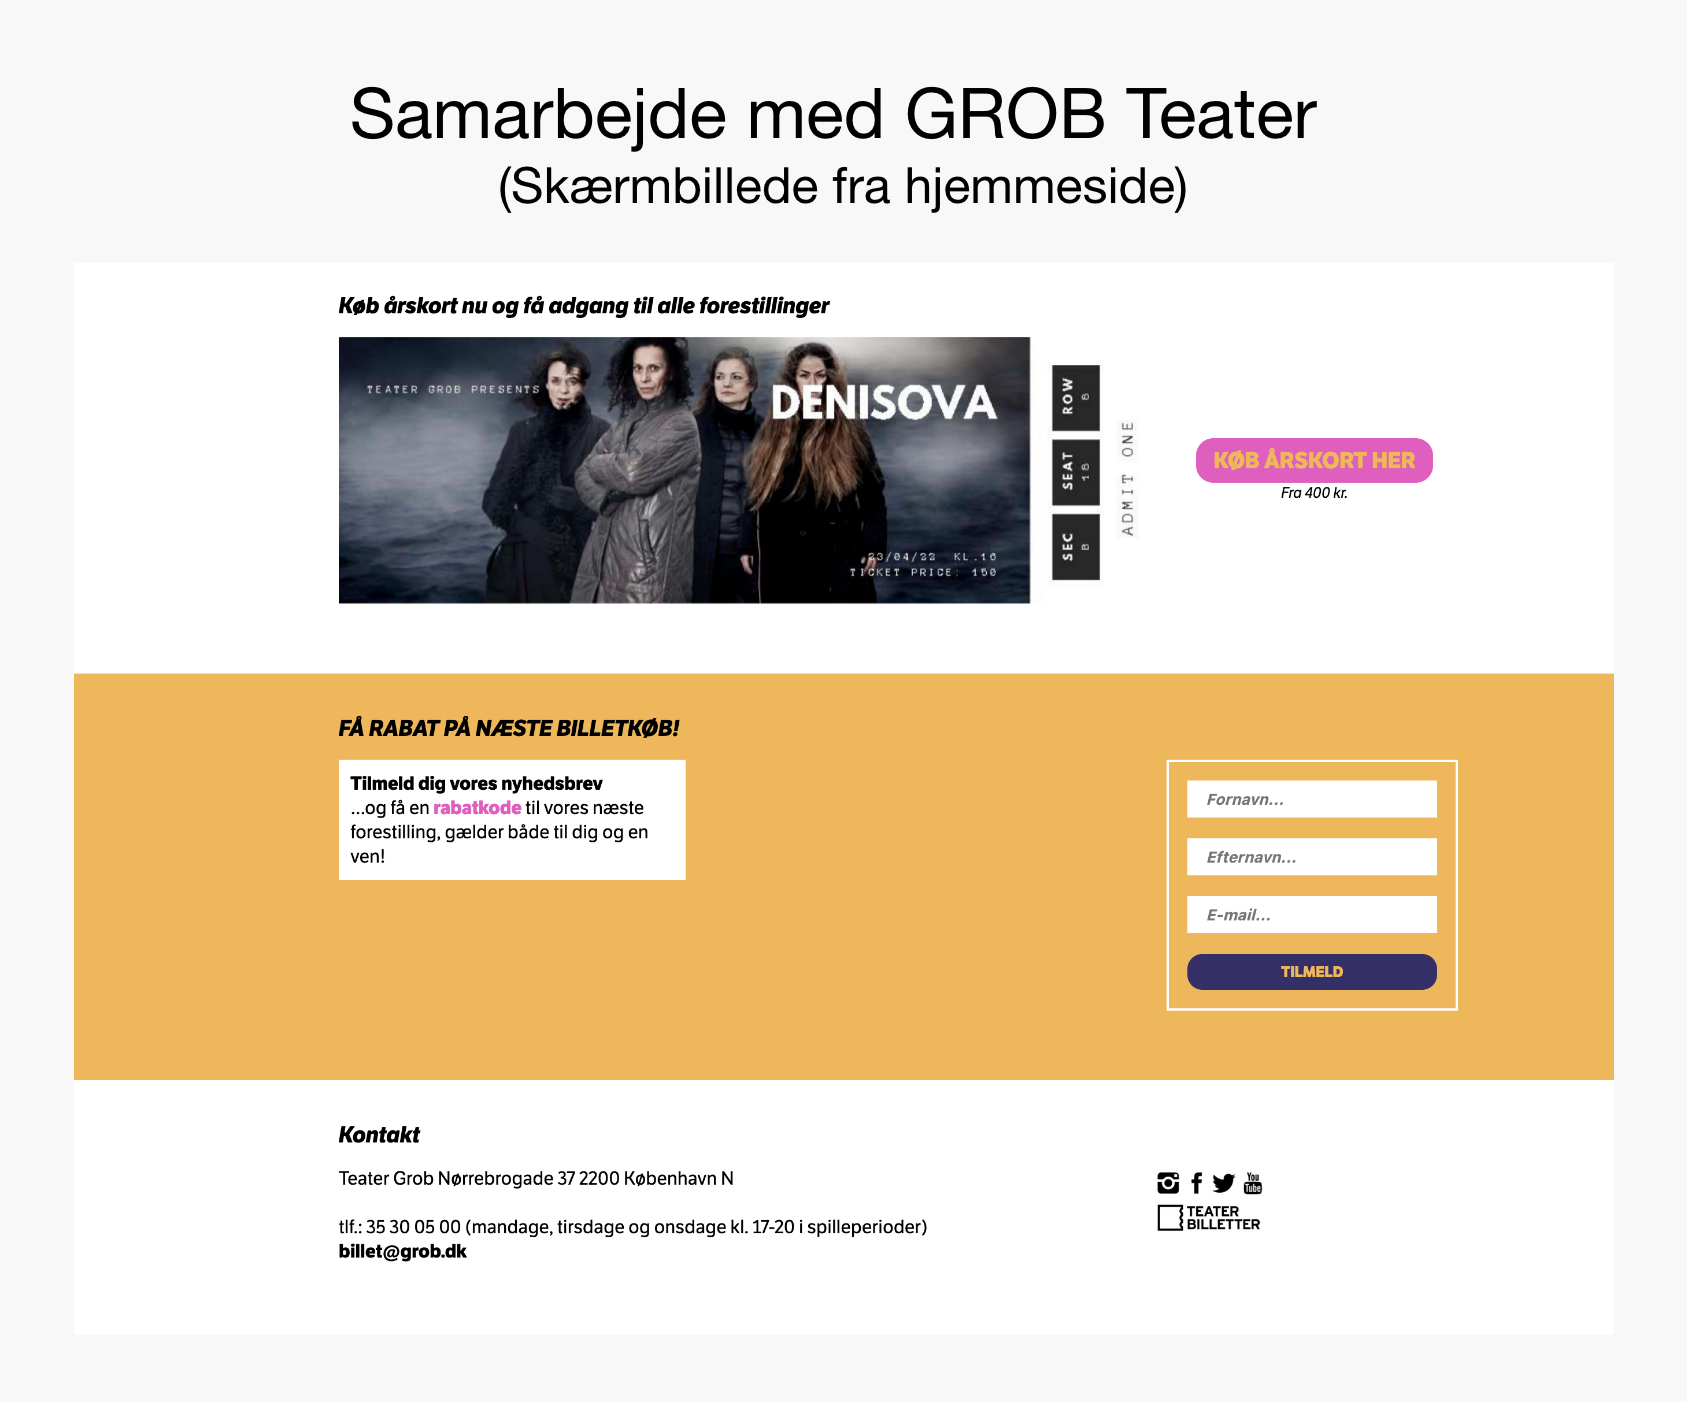 Samarbejde med GROB Teater
(Skærmbillede fra hjemmeside)
Køb årskort nu og få adgang til alle forestillinger
TEATER GROB PRESENTS
DENISOVA
23/04/22 KL.16
TICKET PRICE: 150
ROW 6
SEAT 16
SEC B
ADMIT ONE
KØB ÅRSKORT HER
Fra 400 kr.
FÅ RABAT PÅ NÆSTE BILLETKØB!
Tilmeld dig vores nyhedsbrev
...og få en rabatkode til vores næste
forestilling, gælder både til dig og en
ven!
Fornavn...
Efternavn...
E-mail...
TILMELD
Kontakt
Teater Grob Nørrebrogade 37 2200 København N
tlf.: 35 30 05 00 (mandage, tirsdage og onsdage kl. 17-20 i spilleperioder)
billet@grob.dk
You
Tube
TEATER
BILLETTER